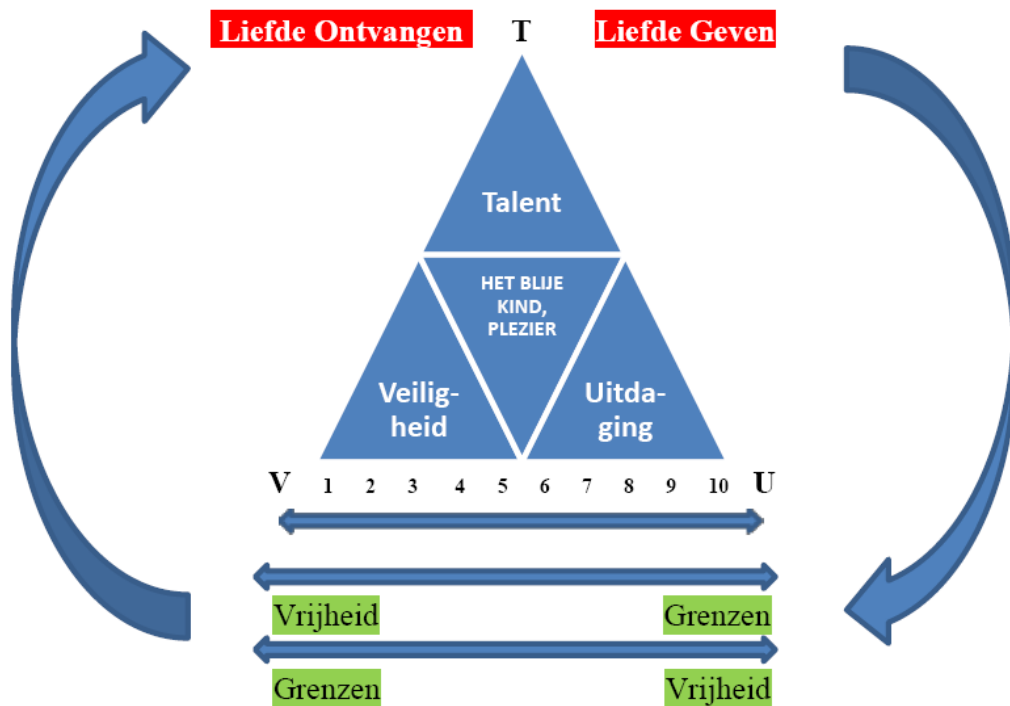 Liefde Ontvangen T Liefde Geven
Talent
HET BLIJE
KIND,
PLEZIER
Veilig-
heid
Uitda-
ging
V 1 2 3 4 5 6 7 8 9 10 U
Vrijheid Grenzen
Grenzen Vrijheid